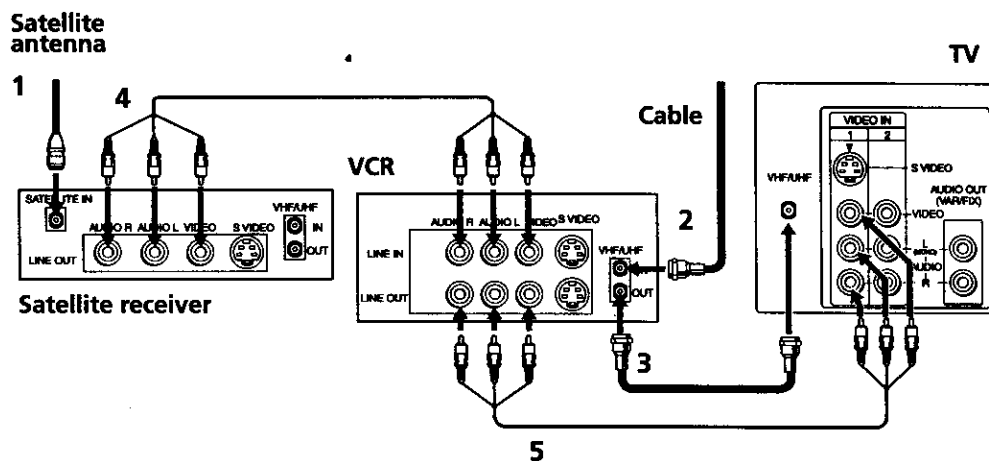 Satellite
antenna
TV
1
4
Cable
VIDEO IN
1 2
VCR
S VIDEO
VHF/UHF
AUDIO OUT
(VAR/FIX)
SATELLITE IN
VHF/UHF
2
VIDEO
AUDIO R AUDIO L VIDEO S VIDEO
IN
AUDIO R AUDIO L VIDEO S VIDEO
LINE IN
VHF/UHF
L
(MONO)
OUT
AUDIO
LINE OUT
R
LINE OUT
OUT
Satellite receiver
3
5